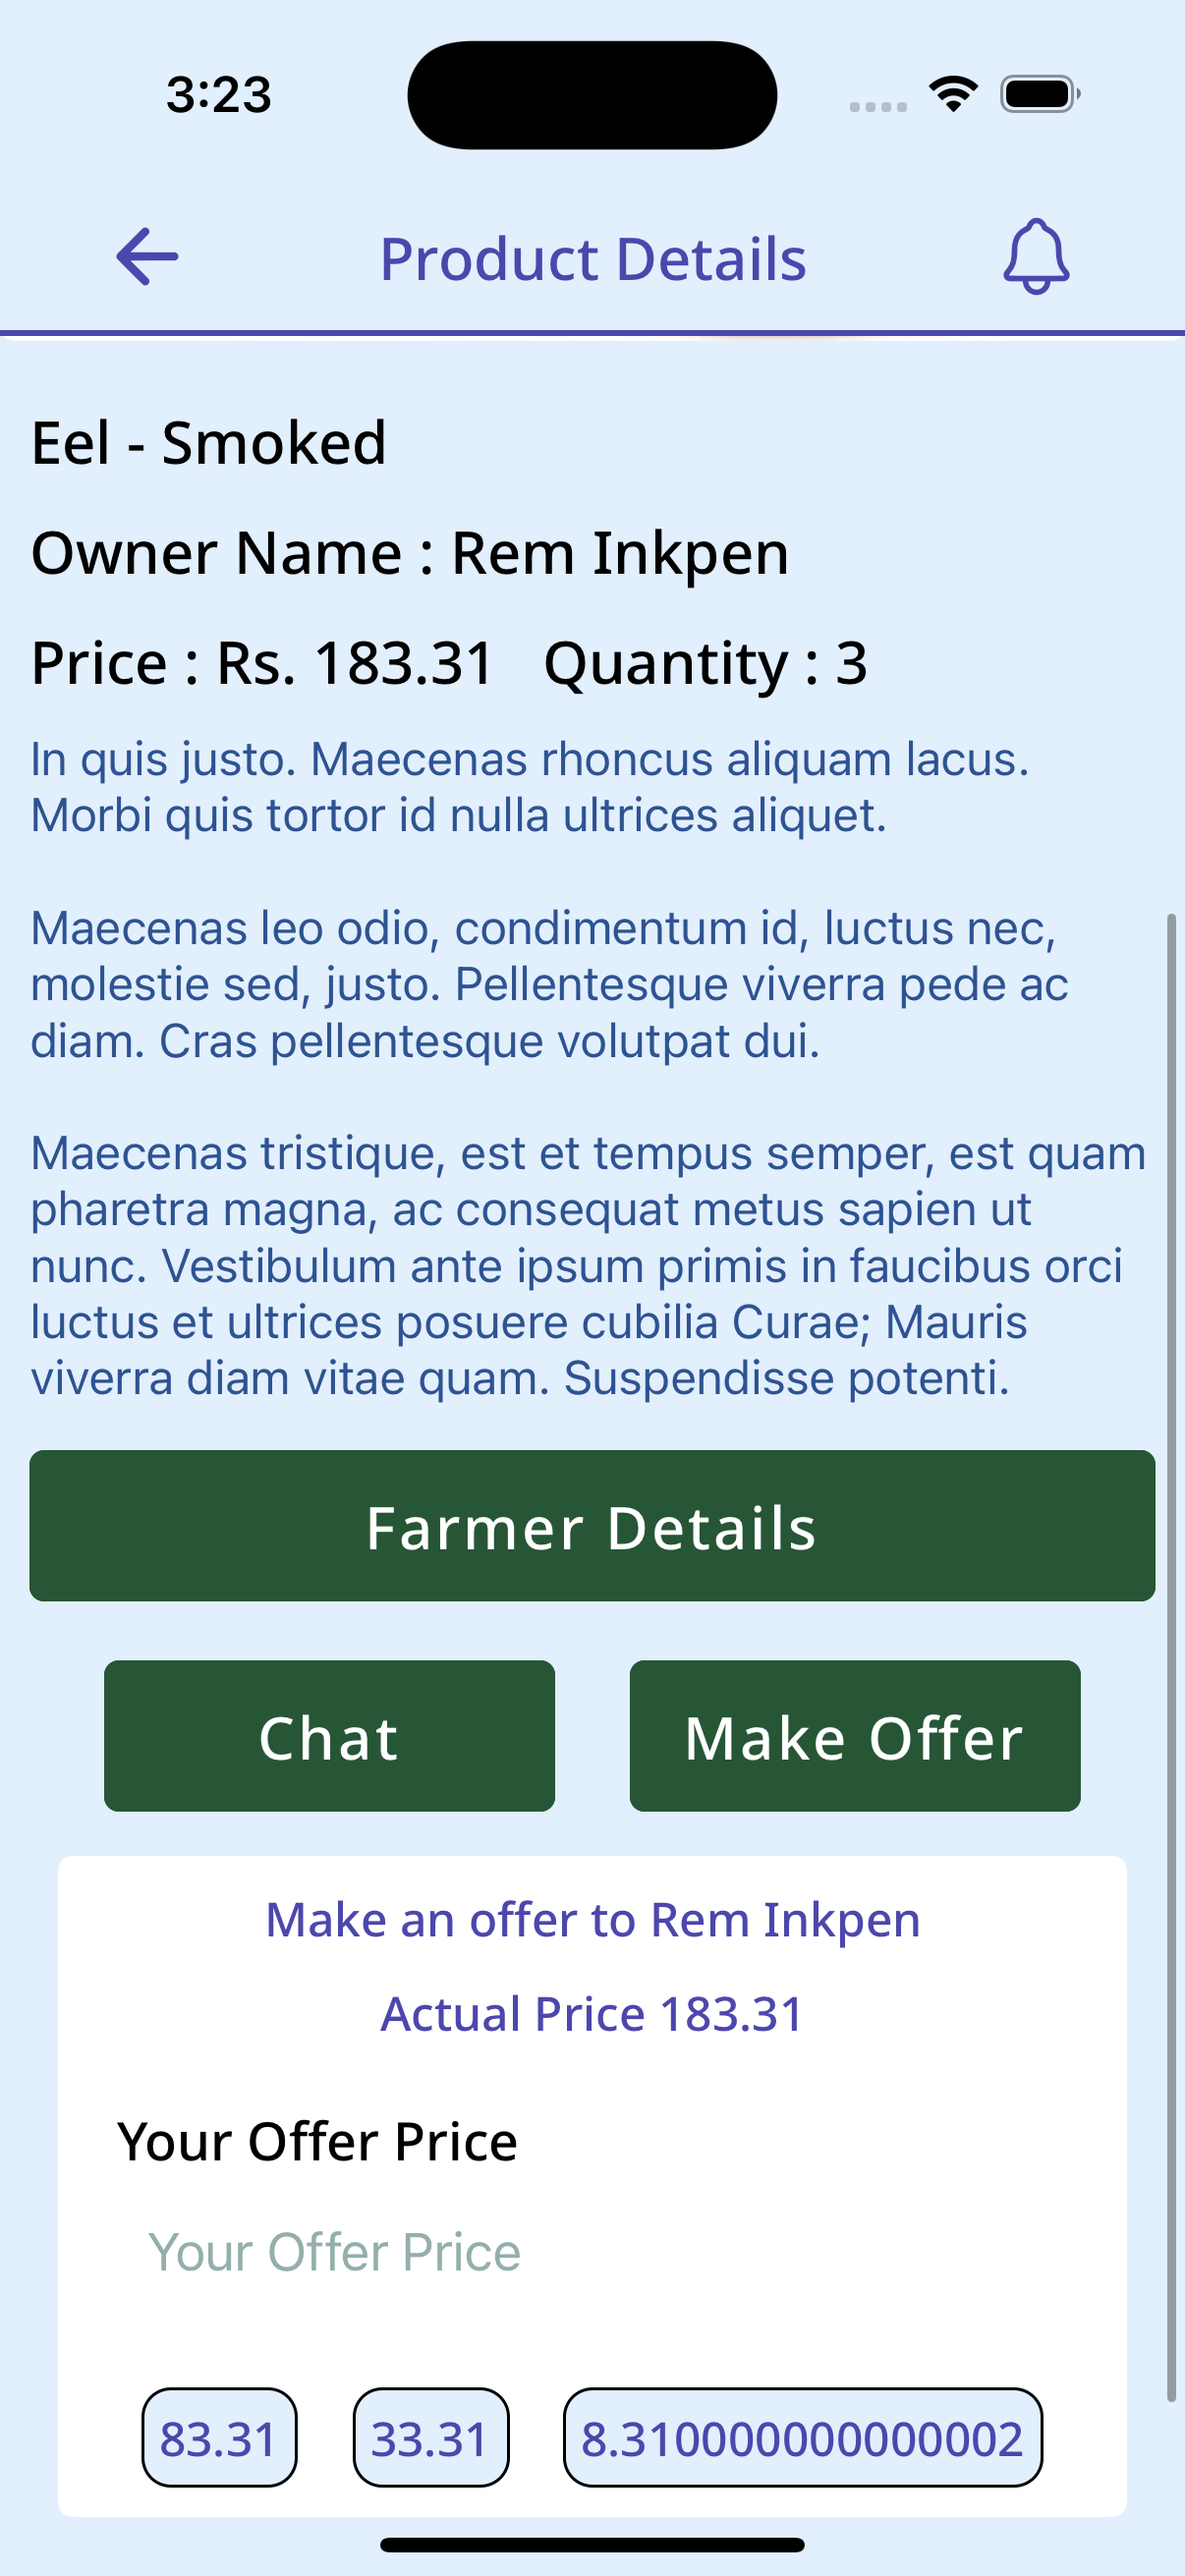 3:23
Product Details
Eel - Smoked
Owner Name : Rem Inkpen
Price : Rs. 183.31 Quantity : 3
In quis justo. Maecenas rhoncus aliquam lacus.
Morbi quis tortor id nulla ultrices aliquet.
Maecenas leo odio, condimentum id, luctus nec,
molestie sed, justo. Pellentesque viverra pede ac
diam. Cras pellentesque volutpat dui.
Maecenas tristique, est et tempus semper, est quam
pharetra magna, ac consequat metus sapien ut
nunc. Vestibulum ante ipsum primis in faucibus orci
luctus et ultrices posuere cubilia Curae; Mauris
viverra diam vitae quam. Suspendisse potenti.
Farmer Details
Chat Make Offer
Make an offer to Rem Inkpen
Actual Price 183.31
Your Offer Price
Your Offer Price
83.31 33.31 8.310000000000002